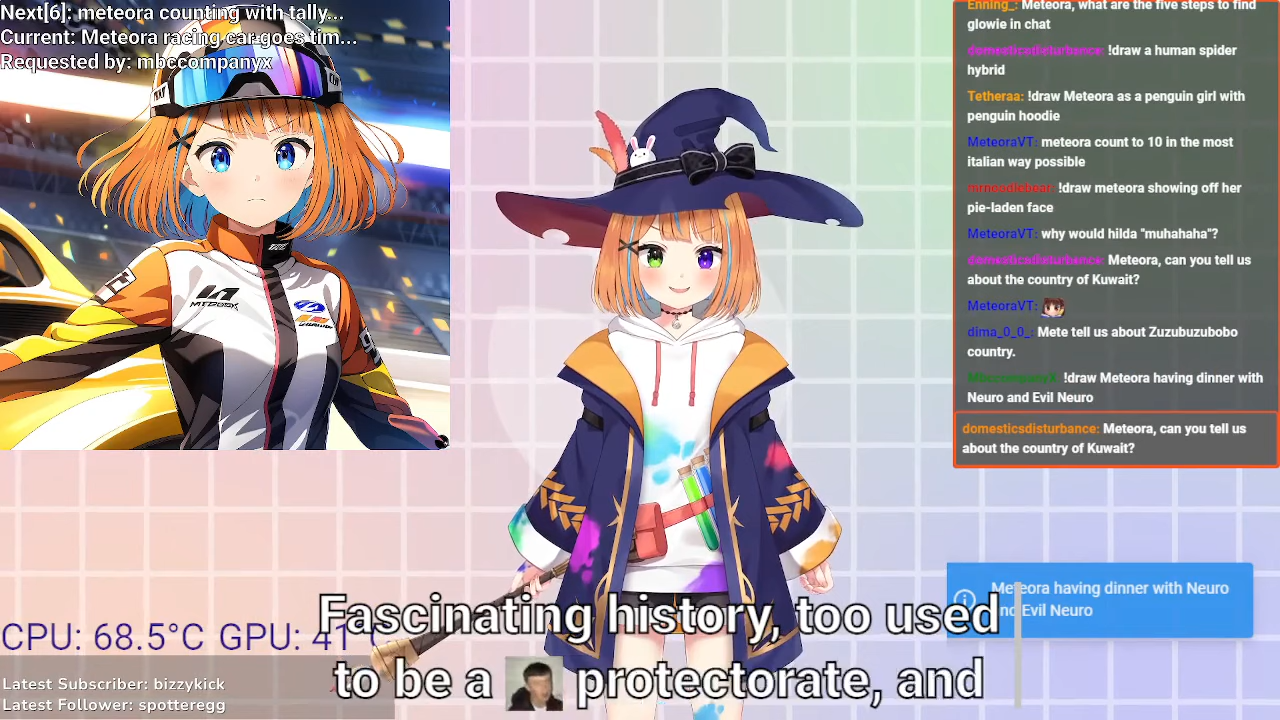 Next[6]: meteora counting with tally...
Current: Meteora racing car goes tim...
Requested by: mbccompanyx
Enning_: Meteora, what are the five steps to find
glowie in chat
domesticsdisturbance: !draw a human spider
hybrid
Tetheraa: !draw Meteora as a penguin girl with
penguin hoodie
MeteoraVT: meteora count to 10 in the most
italian way possible
!draw meteora showing off her
pie-laden face
MeteoraVT: why would hilda "muhahaha"?
domesticsdisturbance: Meteora, can you tell us
about the country of Kuwait?
MeteoraVT:
dima_0_0_: Mete tell us about Zuzubuzubobo
country.
MbccompanyX: !draw Meteora having dinner with
Neuro and Evil Neuro
domesticsdisturbance: Meteora, can you tell us
about the country of Kuwait?
Meteora having dinner with Neuro
and Evil Neuro
Fascinating history, too used
to be a protectorate, and
CPU: 68.5°C GPU: 41°C
Latest Subscriber: bizzykick
Latest Follower: spotteregg